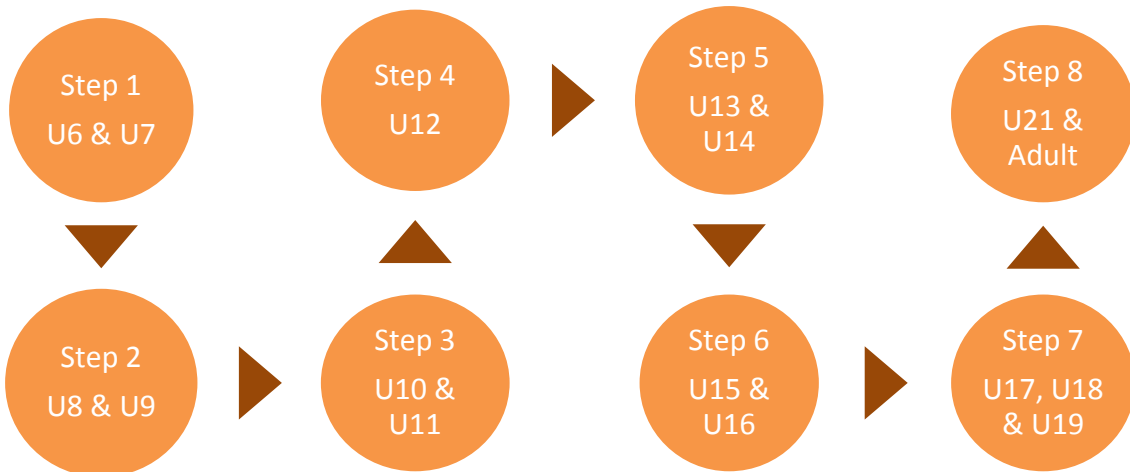 Step 1
U6 & U7
Step 2
U8 & U9
Step 3
U10 &
U11
Step 4
U12
Step 5
U13 &
U14
Step 6
U15 &
U16
Step 7
U17, U18
& U19
Step 8
U21 &
Adult